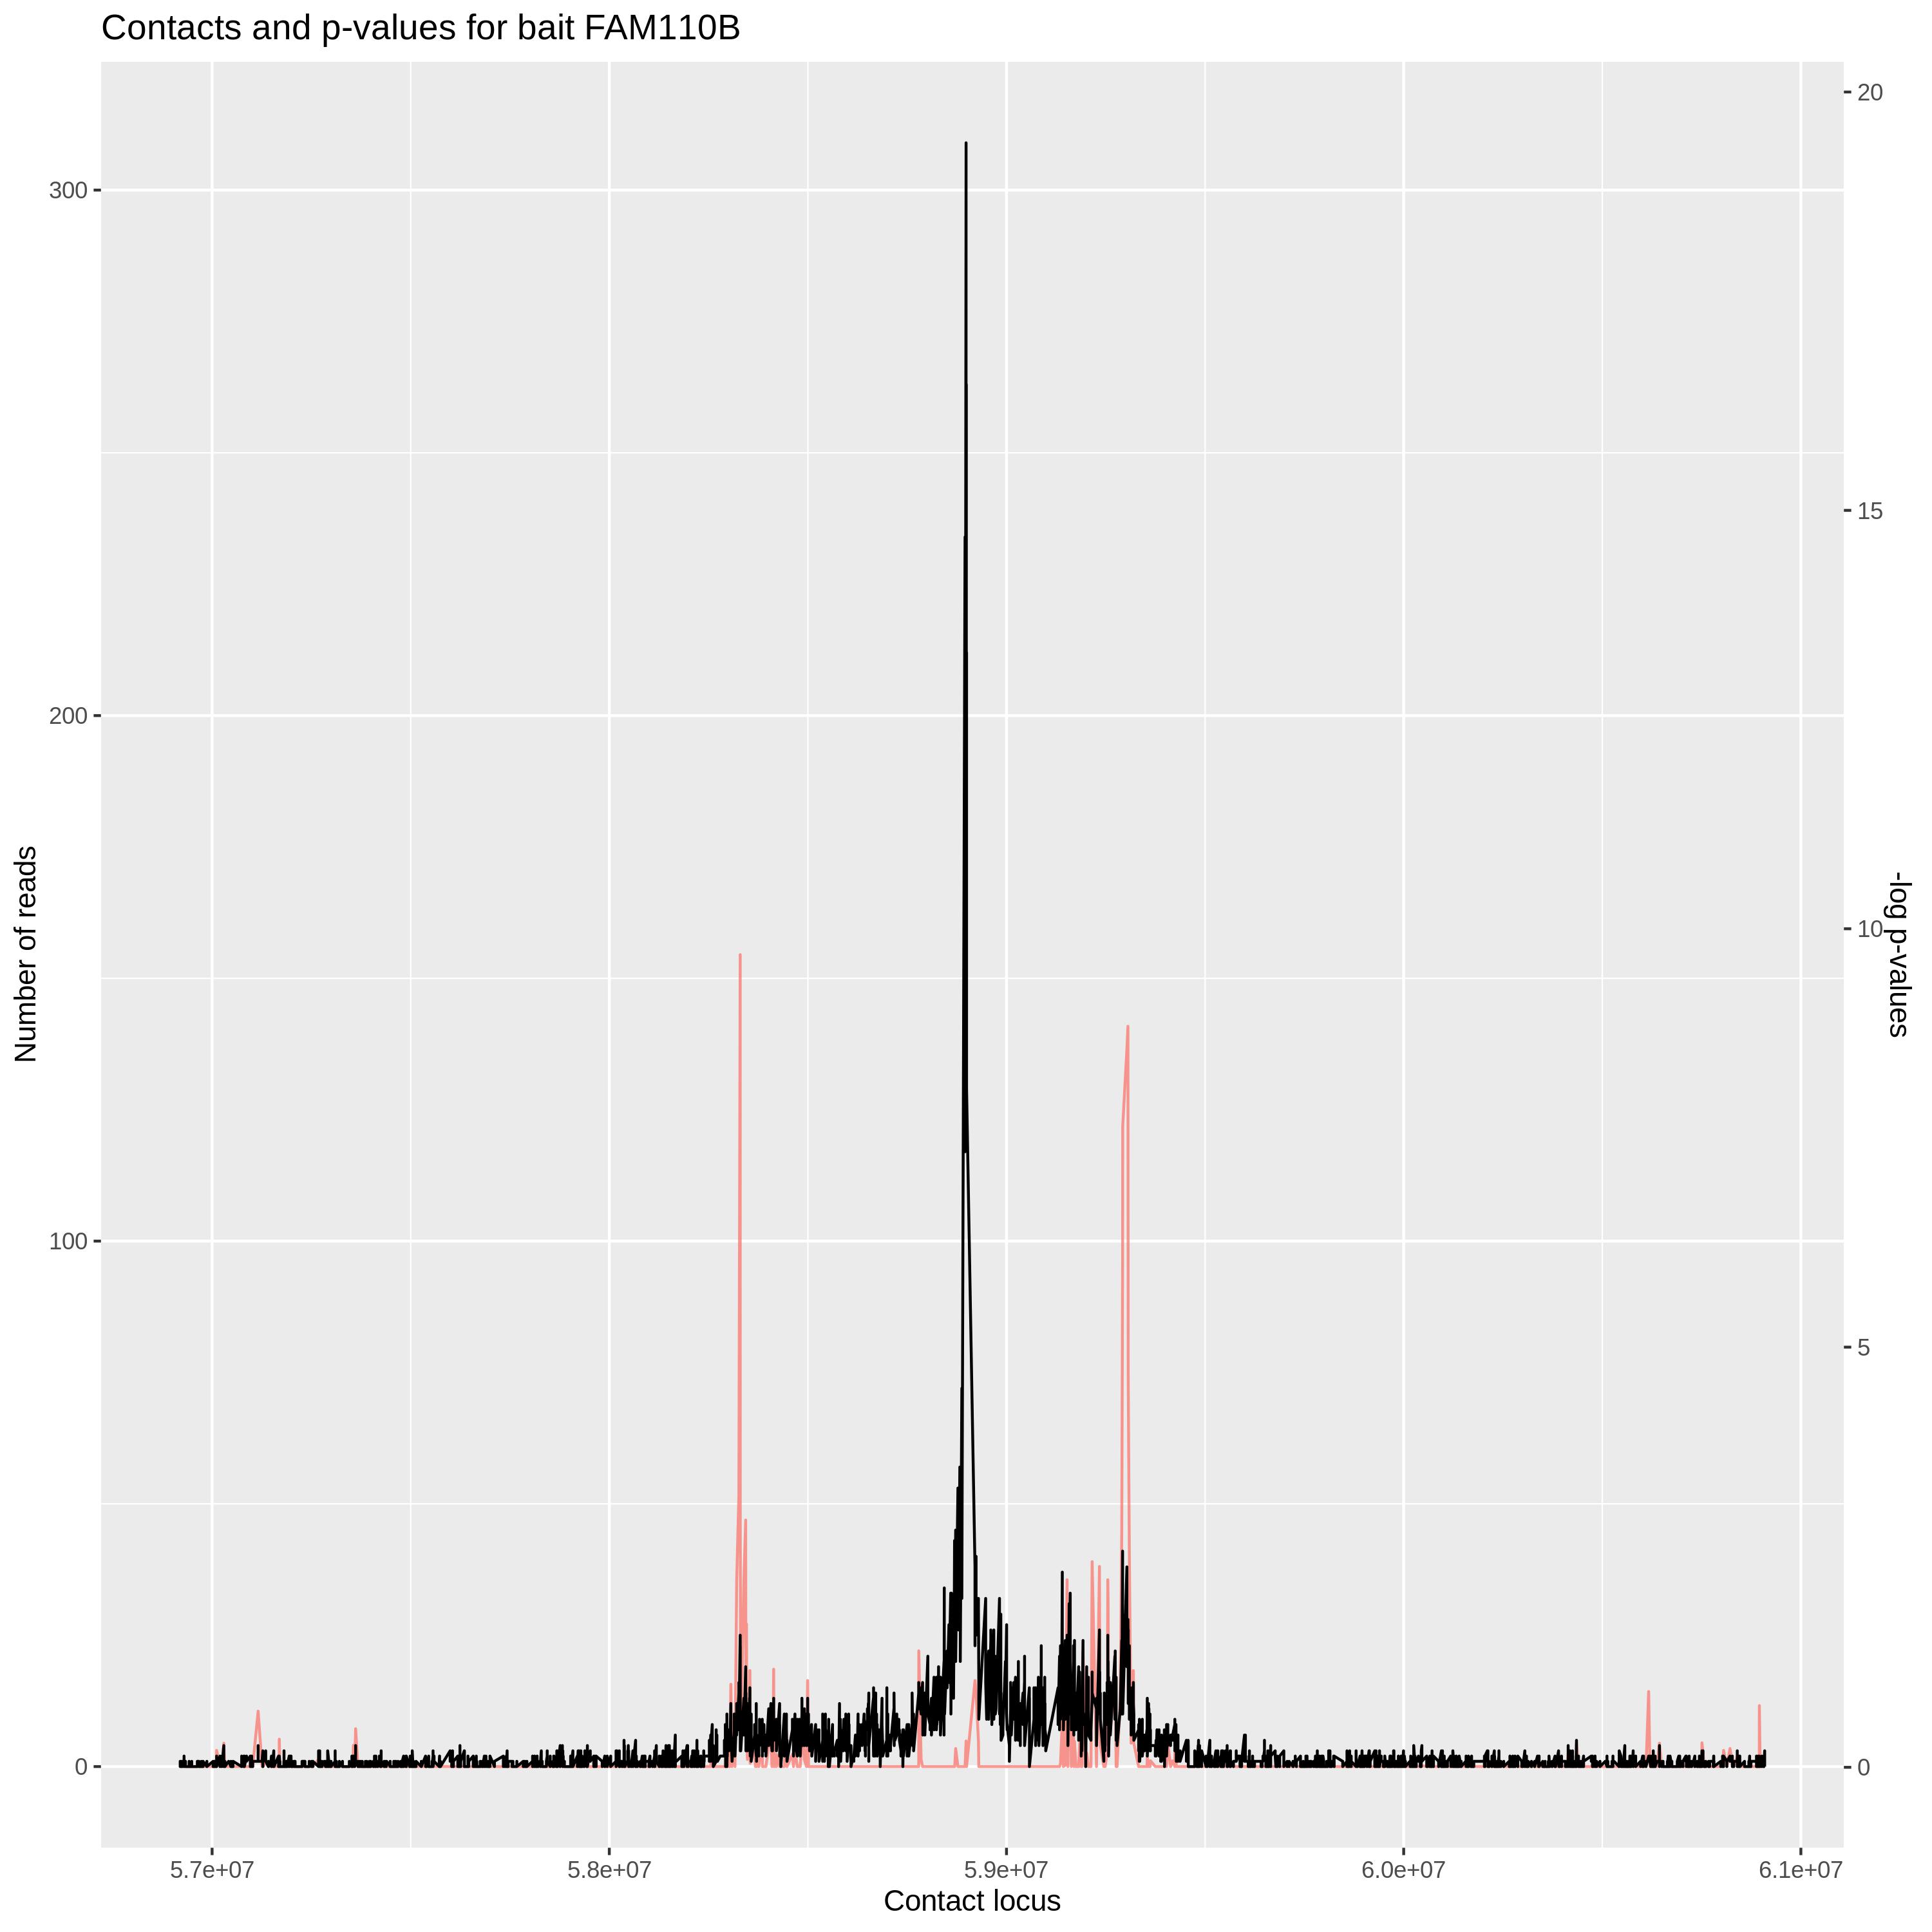 Contacts and p-values for bait FAM110B
Number of reads
300
200
100
0
20
15
10
5
0
-log p-values
5.7e+07
5.8e+07
5.9e+07
6.0e+07
6.1e+07
Contact locus